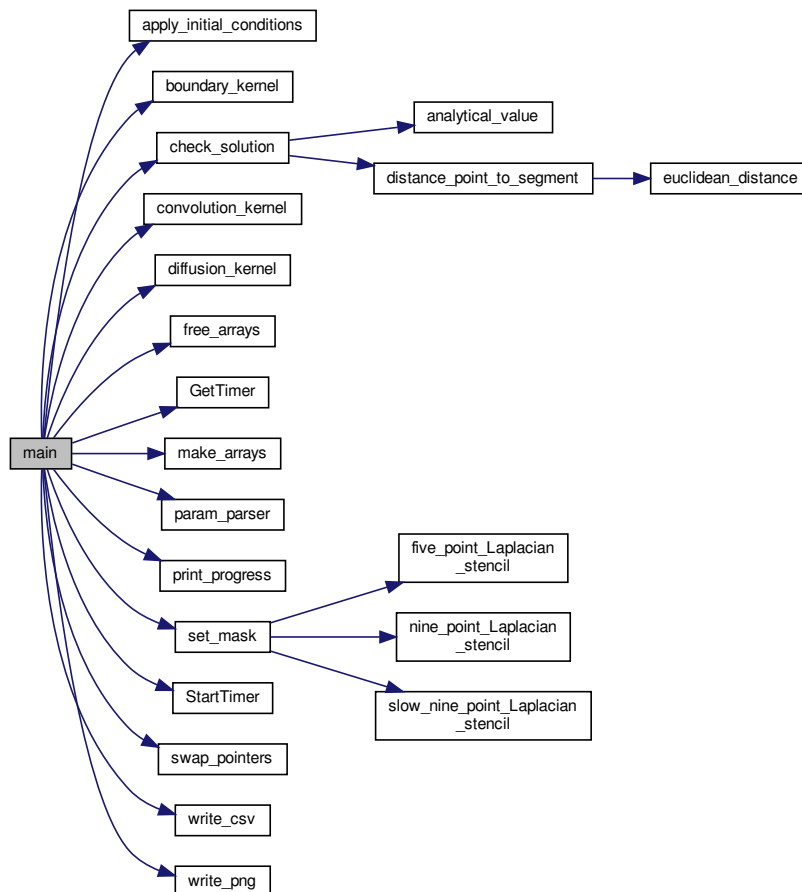 apply_initial_conditions
boundary_kernel
analytical_value
check_solution
distance_point_to_segment
euclidean_distance
convolution_kernel
diffusion_kernel
free_arrays
GetTimer
main
make_arrays
param_parser
five_point_Laplacian
_stencil
print_progress
nine_point_Laplacian
_stencil
set_mask
StartTimer
slow_nine_point_Laplacian
_stencil
swap_pointers
write_csv
write_png